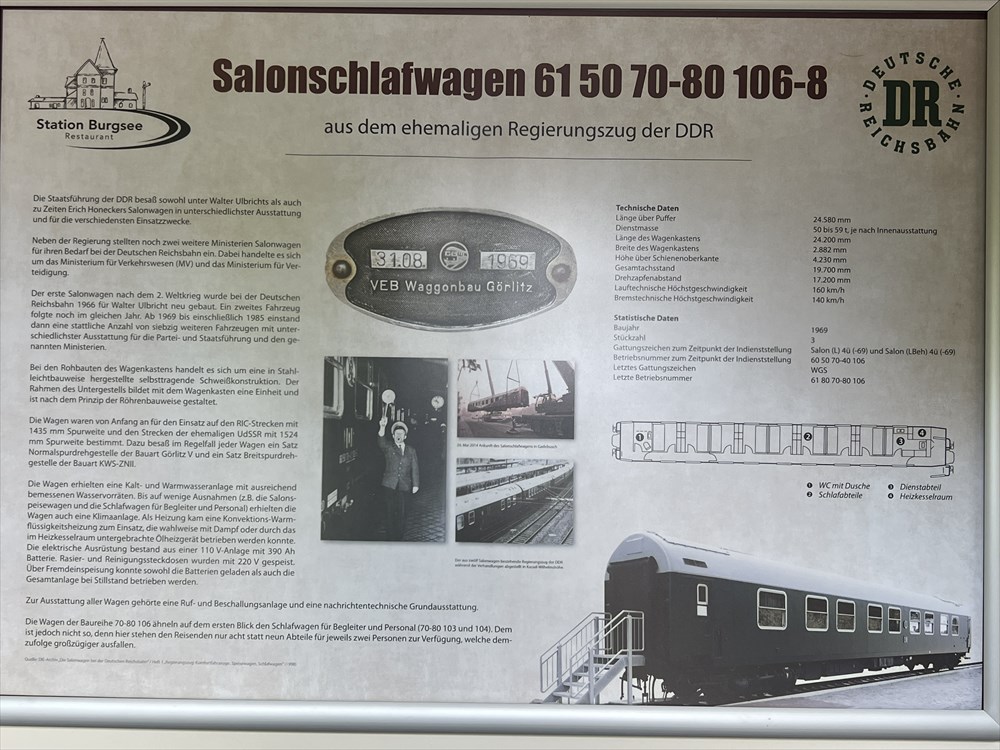 Station Burgsee
Restaurant
Salonschlafwagen 61 50 70-80 106-8
aus dem ehemaligen Regierungszug der DDR
DEUTSCHE
DR
REICHSBAHN
Die Staatsführung der DDR besaß sowohl unter Walter Ulbrichts als auch
zu Zeiten Erich Honeckers Salonwagen in unterschiedlichster Ausstattung
und für die verschiedensten Einsatzzwecke.
Neben der Regierung stellten noch zwei weitere Ministerien Salonwagen
für ihren Bedarf bei der Deutschen Reichsbahn ein. Dabei handelte es sich
um das Ministerium für Verkehrswesen (MV) und das Ministerium für Ver-
teidigung.
Der erste Salonwagen nach dem 2. Weltkrieg wurde bei der Deutschen
Reichsbahn 1966 für Walter Ulbricht neu gebaut. Ein zweites Fahrzeug
folgte noch im gleichen Jahr. Ab 1969 bis einschließlich 1985 einstand
dann eine stattliche Anzahl von siebzig weiteren Fahrzeugen mit unter-
schiedlichster Ausstattung für die Partei- und Staatsführung und den ge-
nannten Ministerien.
Bei den Rohbauten des Wagenkastens handelt es sich um eine in Stahl-
leichtbauweise hergestellte selbsttragende Schweißkonstruktion. Der
Rahmen des Untergestells bildet mit dem Wagenkasten eine Einheit und
ist nach dem Prinzip der Röhrenbauweise gestaltet.
Die Wagen waren von Anfang an für den Einsatz auf den RIC-Strecken mit
1435 mm Spurweite und den Strecken der ehemaligen UdSSR mit 1524
mm Spurweite bestimmt. Dazu besaß im Regelfall jeder Wagen ein Satz
Normalspurdrehgestelle der Bauart Görlitz V und ein Satz Breitspurdreh-
gestelle der Bauart KWS-ZNII.
Die Wagen erhielten eine Kalt- und Warmwasseranlage mit ausreichend
bemessenen Wasservorräten. Bis auf wenige Ausnahmen (z.B. die Salons-
peisewagen und die Schlafwagen für Begleiter und Personal) erhielten die
Wagen auch eine Klimaanlage. Als Heizung kam eine Konvektions-Warm-
flüssigkeitsheizung zum Einsatz, die wahlweise mit Dampf oder durch das
im Heizkesselraum untergebrachte Ölheizgerät betrieben werden konnte.
Die elektrische Ausrüstung bestand aus einer 110 V-Anlage mit 390 Ah
Batterie. Rasier- und Reinigungssteckdosen wurden mit 220 V gespeist.
Über Fremdeinspeisung konnte sowohl die Batterien geladen als auch die
Gesamtanlage bei Stillstand betrieben werden.
Zur Ausstattung aller Wagen gehörte eine Ruf- und Beschallungsanlage und eine nachrichtentechnische Grundausstattung.
Die Wagen der Baureihe 70-80 106 ähneln auf dem ersten Blick den Schlafwagen für Begleiter und Personal (70-80 103 und 104). Dem
ist jedoch nicht so, denn hier stehen den Reisenden nur acht statt neun Abteile für jeweils zwei Personen zur Verfügung, welche dem-
zufolge großzügiger ausfallen.
31.08. 1969
VEB Waggonbau Görlitz
Technische Daten
Länge über Puffer 24.580 mm
Dienstmasse 50 bis 59 t, je nach Innenausstattung
Länge des Wagenkastens 24.200 mm
Breite des Wagenkastens 2.882 mm
Höhe über Schienenoberkante 4.230 mm
Gesamtachsstand 19.700 mm
Drehzapfenabstand 17.200 mm
Lauftechnische Höchstgeschwindigkeit 160 km/h
Bremstechnische Höchstgeschwindigkeit 140 km/h
Statistische Daten
Baujahr 1969
Stückzahl 3
Gattungszeichen zum Zeitpunkt der Indienststellung Salon (L) 4ü (-69) und Salon (LBeh) 4ü (-69)
Betriebsnummer zum Zeitpunkt der Indienststellung 60 50 70-40 106
Letztes Gattungszeichen WGS
Letzte Betriebsnummer 61 80 70-80 106
1 2 3 4
1 WC mit Dusche 3 Dienstabteil
2 Schlafabteile 4 Heizkesselraum